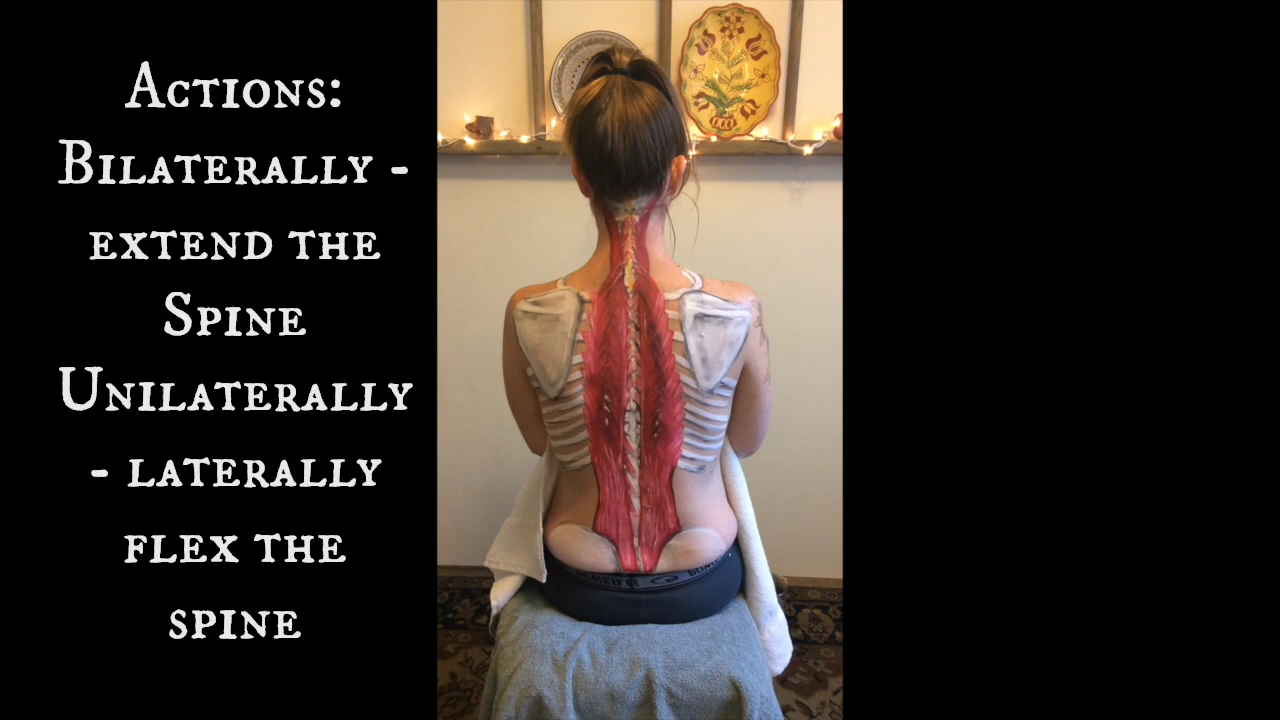 Actions:
Bilaterally -
extend the
Spine
Unilaterally
- laterally
flex the
spine